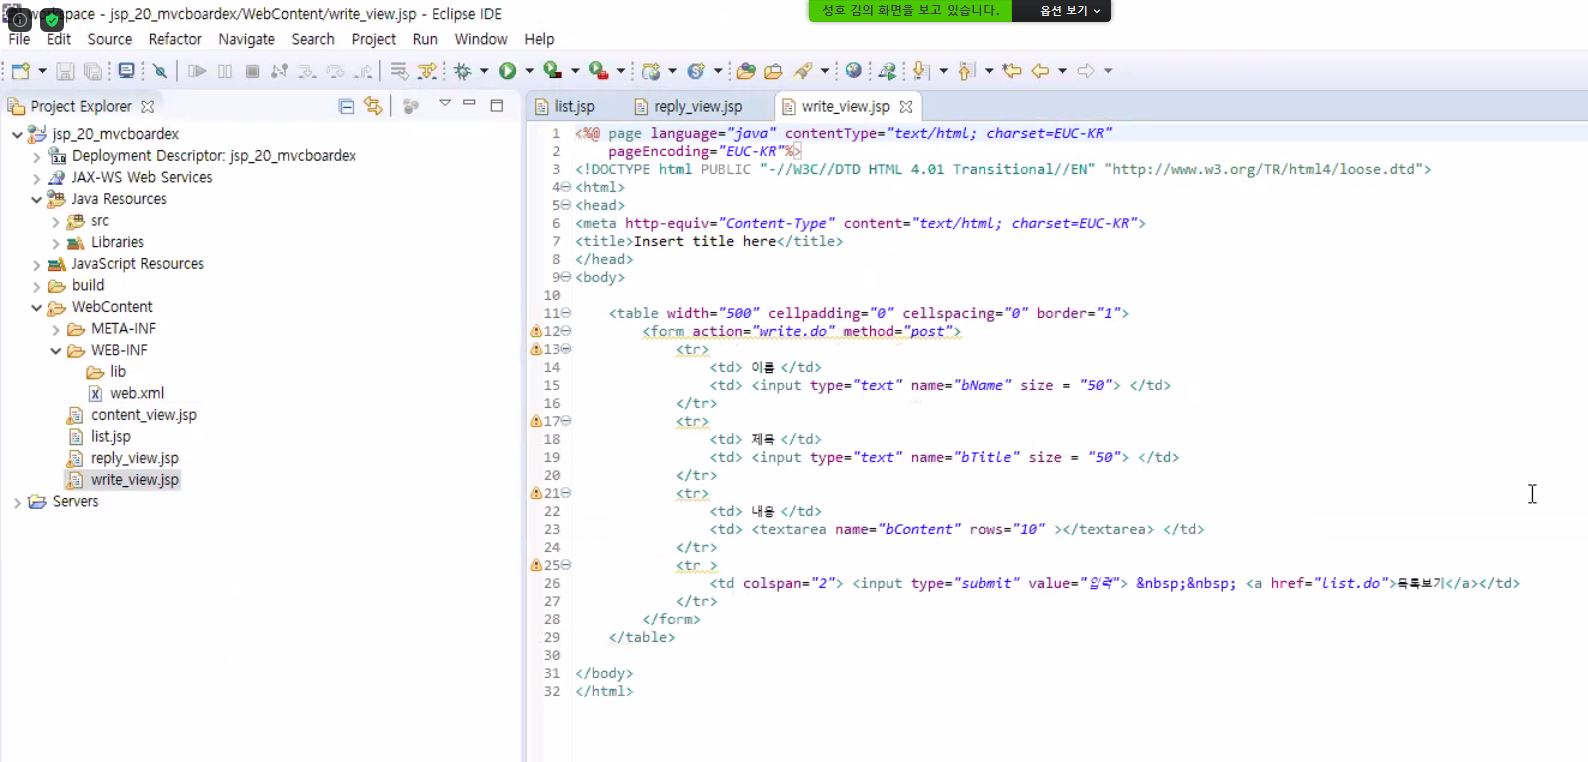 workspace - jsp_20_mvcboardex/WebContent/write_view.jsp - Eclipse IDE
성호 김의 화면을 보고 있습니다. 옵션 보기
File Edit Source Refactor Navigate Search Project Run Window Help
Project Explorer
list.jsp reply_view.jsp write_view.jsp
jsp_20_mvcboardex
Deployment Descriptor: jsp_20_mvcboardex
JAX-WS Web Services
Java Resources
src
Libraries
JavaScript Resources
build
WebContent
META-INF
WEB-INF
lib
web.xml
content_view.jsp
list.jsp
reply_view.jsp
write_view.jsp
Servers
1 <%@ page language="java" contentType="text/html; charset=EUC-KR"
2 pageEncoding="EUC-KR"%>
3 <!DOCTYPE html PUBLIC "-//W3C//DTD HTML 4.01 Transitional//EN" "http://www.w3.org/TR/html4/loose.dtd">
4 <html>
5 <head>
6 <meta http-equiv="Content-Type" content="text/html; charset=EUC-KR">
7 <title>Insert title here</title>
8 </head>
9 <body>
10
11 <table width="500" cellpadding="0" cellspacing="0" border="1">
12 <form action="write.do" method="post">
13 <tr>
14 <td> 이름 </td>
15 <td> <input type="text" name="bName" size = "50"> </td>
16 </tr>
17 <tr>
18 <td> 제목 </td>
19 <td> <input type="text" name="bTitle" size = "50"> </td>
20 </tr>
21 <tr>
22 <td> 내용 </td>
23 <td> <textarea name="bContent" rows="10" ></textarea> </td>
24 </tr>
25 <tr >
26 <td colspan="2"> <input type="submit" value="입력"> &nbsp;&nbsp; <a href="list.do">목록보기</a></td>
27 </tr>
28 </form>
29 </table>
30
31 </body>
32 </html>